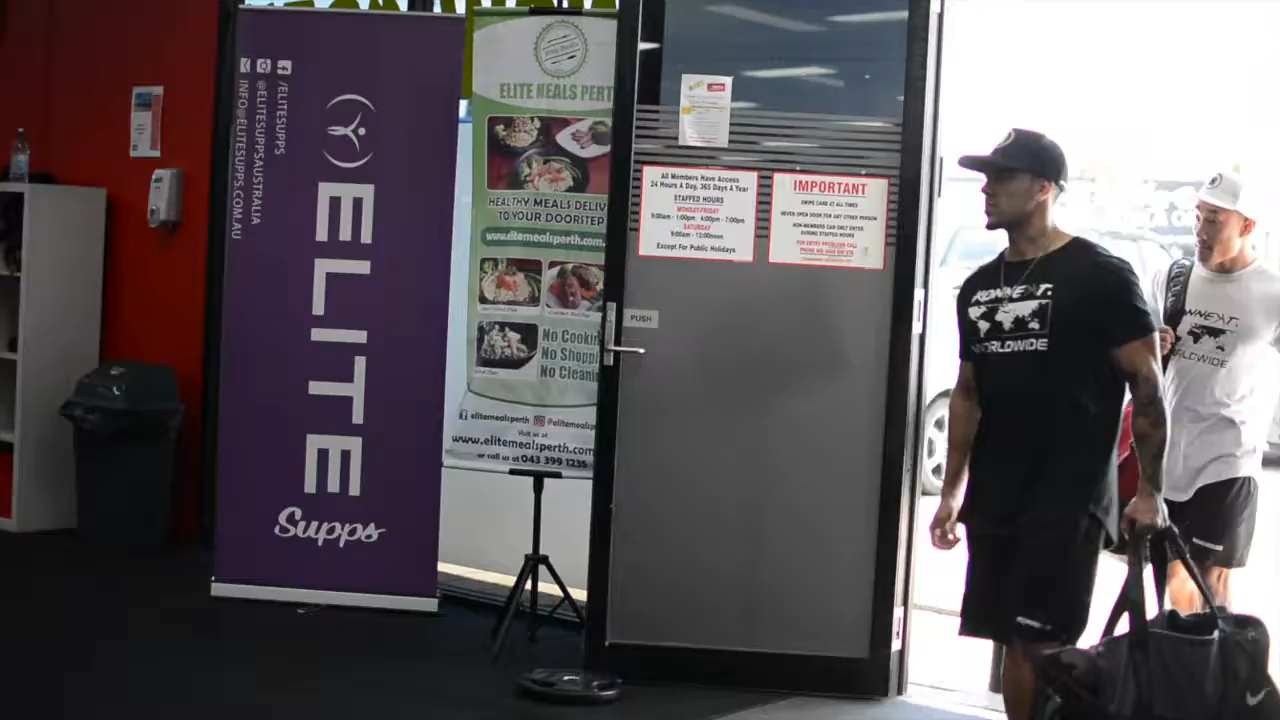 /ELITESUPPS
@ELITESUPPSAUSTRALIA
INFO@ELITESUPPS.COM.AU
ELITE
Supps
ELITE MEALS PERT
HEALTHY MEALS DELIV
TO YOUR DOORSTEP
www.elitemealsperth.com.
No Cookin
No Shoppi
No Cleani
elitemealsperth @elitemealsp
Visit us at
www.elitemealsperth.com
or call us at 043 399 1235
PUSH
All Members Have Access
24 Hours A Day, 365 Days A Year
STAFFED HOURS
MONDAY-FRIDAY
9:00am - 1:00pm; 4:00pm - 7:00pm
SATURDAY
9:00am - 12:00noon
Except For Public Holidays
IMPORTANT
SWIPE CARD AT ALL TIMES
NEVER OPEN DOOR FOR ANY OTHER PERSON
NON-MEMBERS CAN ONLY ENTER
DURING STAFFED HOURS
KONNEKT.
WORLDWIDE
ONNEKT.
WORLDWIDE